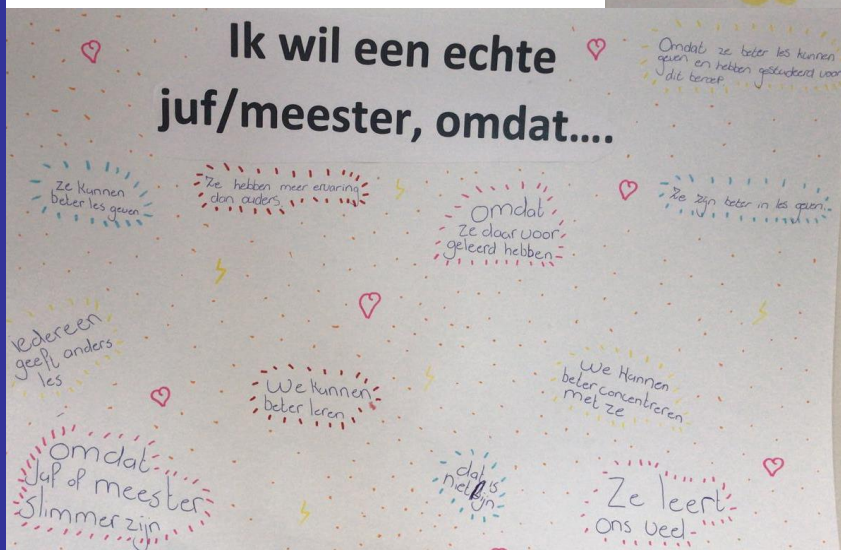 Ik wil een echte
juf/meester, omdat....
Omdat ze beter les kunnen
geven en hebben gestudeerd voor
dit beroep
ze kunnen
beter les geven
Ze hebben meer ervaring
dan ouders
omdat
ze daar voor
geleerd hebben
Ze zijn beter in les geven.
iedereen
geeft anders
les
We kunnen
beter leren
We kunnen
beter concentreren
met ze
omdat
Juf of meester
slimmer zijn
dat is
niet fijn
Ze leert
ons veel